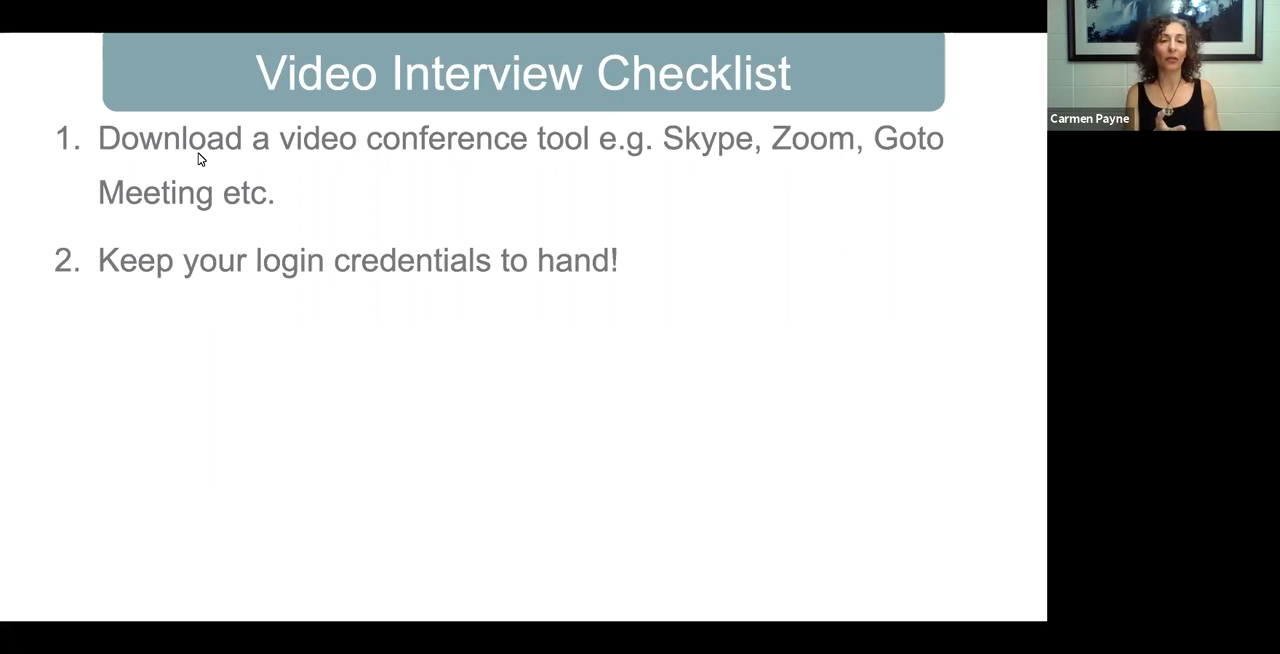 Video Interview Checklist
1. Download a video conference tool e.g. Skype, Zoom, Goto
Meeting etc.
2. Keep your login credentials to hand!
Carmen Payne